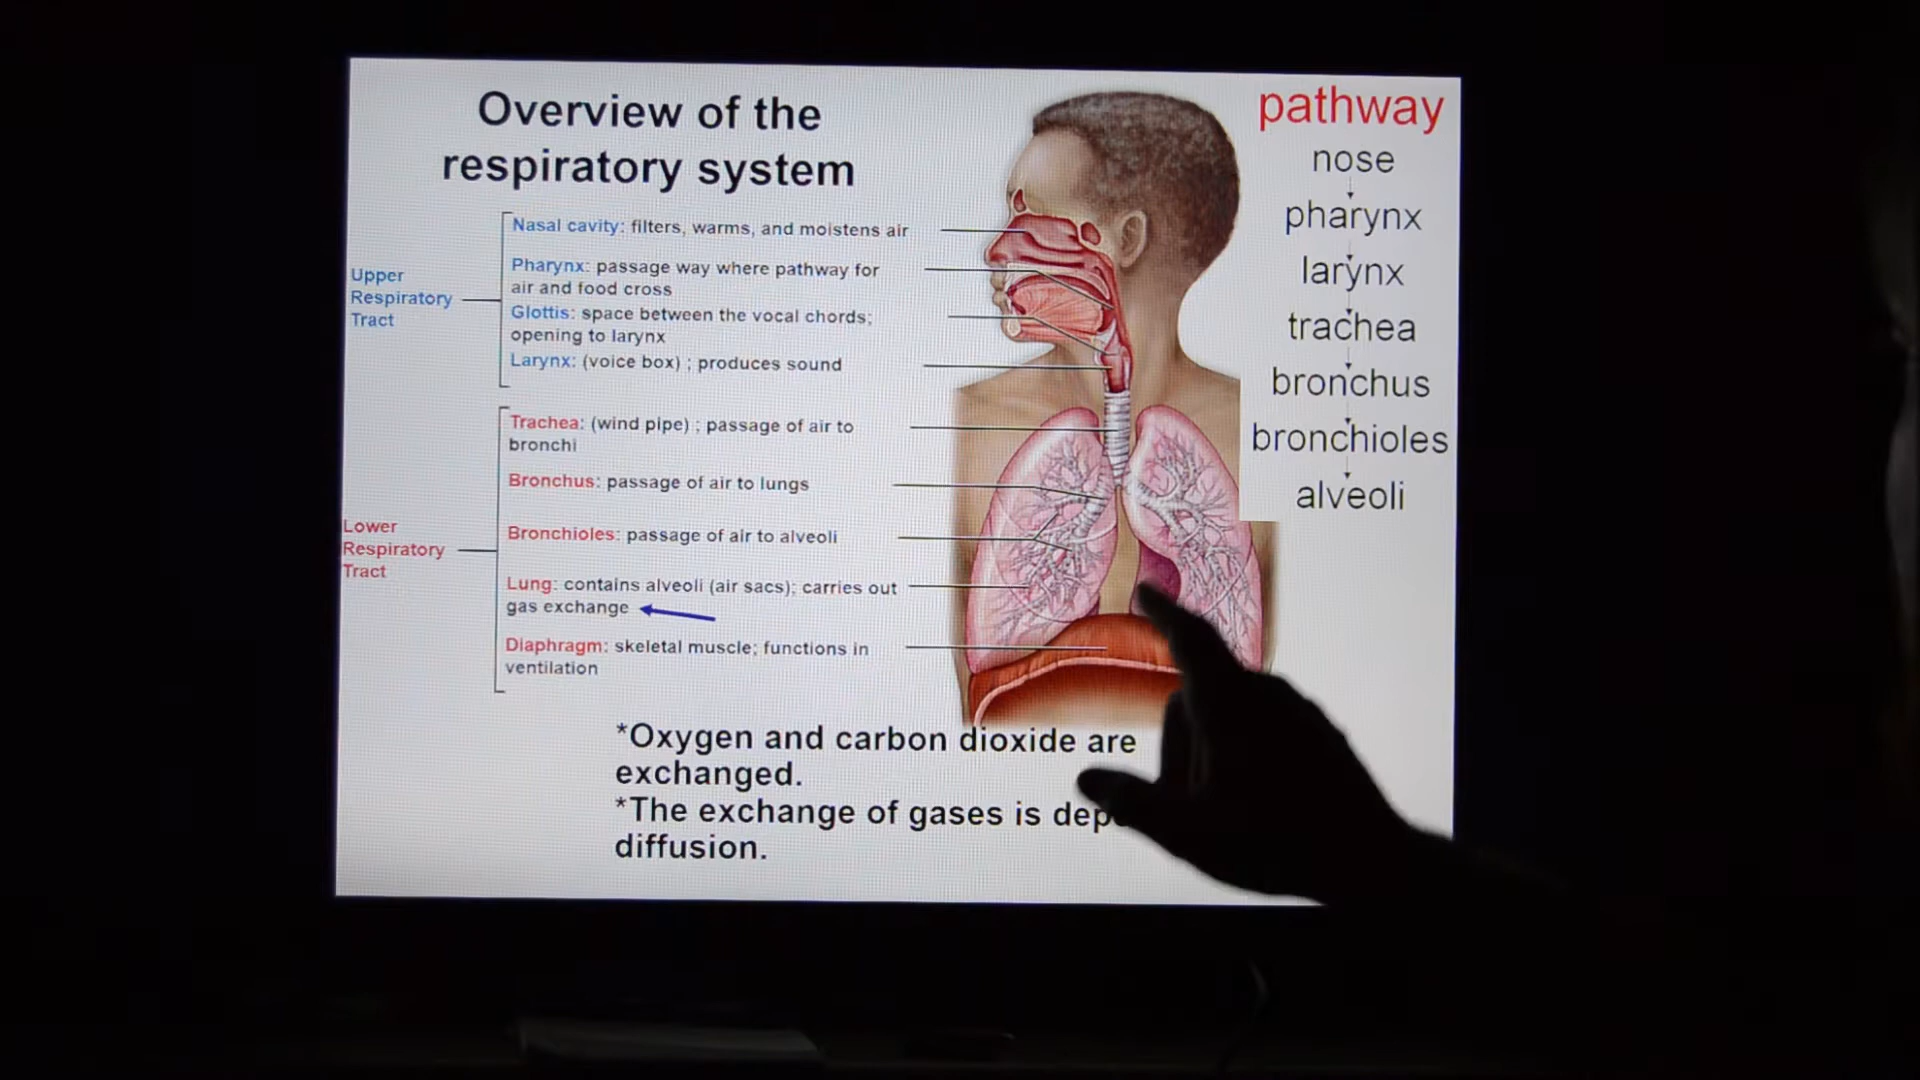 Overview of the
respiratory system
Upper
Respiratory
Tract
Nasal cavity: filters, warms, and moistens air
Pharynx: passage way where pathway for
air and food cross
Glottis: space between the vocal chords;
opening to larynx
Larynx: (voice box) ; produces sound
Lower
Respiratory
Tract
Trachea: (wind pipe) ; passage of air to
bronchi
Bronchus: passage of air to lungs
Bronchioles: passage of air to alveoli
Lung: contains alveoli (air sacs); carries out
gas exchange
Diaphragm: skeletal muscle; functions in
ventilation
pathway
nose
pharynx
larynx
trachea
bronchus
bronchioles
alveoli
*Oxygen and carbon dioxide are
exchanged.
*The exchange of gases is
diffusion.